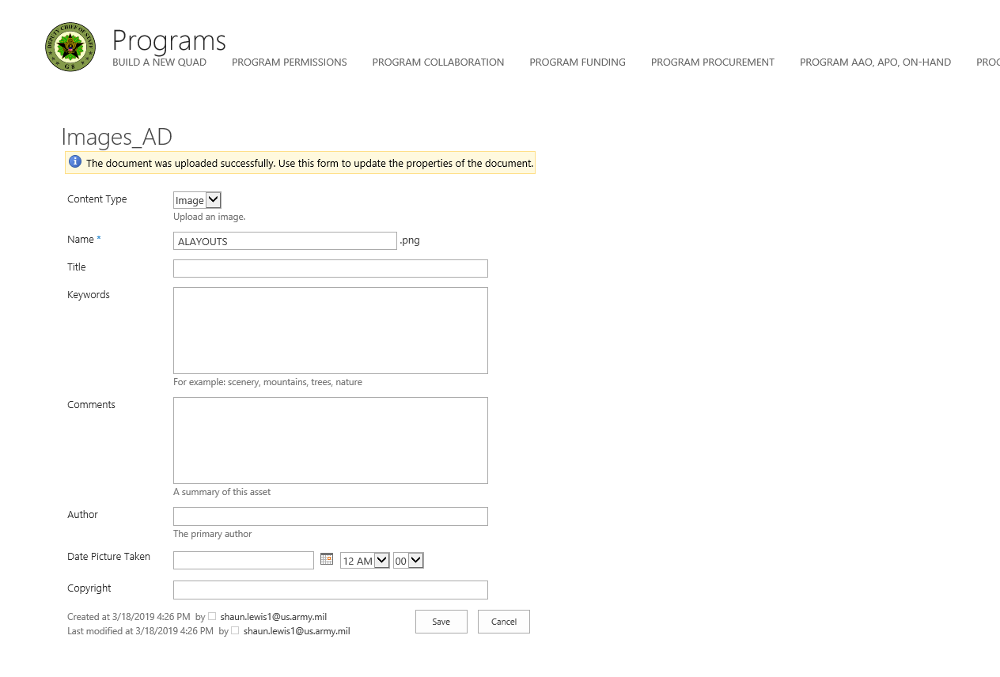 DEPUTY CHIEF OF STAFF
G 8
Programs
BUILD A NEW QUAD PROGRAM PERMISSIONS PROGRAM COLLABORATION PROGRAM FUNDING PROGRAM PROCUREMENT PROGRAM AAO, APO, ON-HAND PROG
Images_AD
The document was uploaded successfully. Use this form to update the properties of the document.
Content Type Image
Upload an image.
Name * ALAYOUTS .png
Title
Keywords
For example: scenery, mountains, trees, nature
Comments
A summary of this asset
Author
The primary author
Date Picture Taken 12 AM 00
Copyright
Created at 3/18/2019 4:26 PM by shaun.lewis1@us.army.mil
Last modified at 3/18/2019 4:26 PM by shaun.lewis1@us.army.mil
Save Cancel